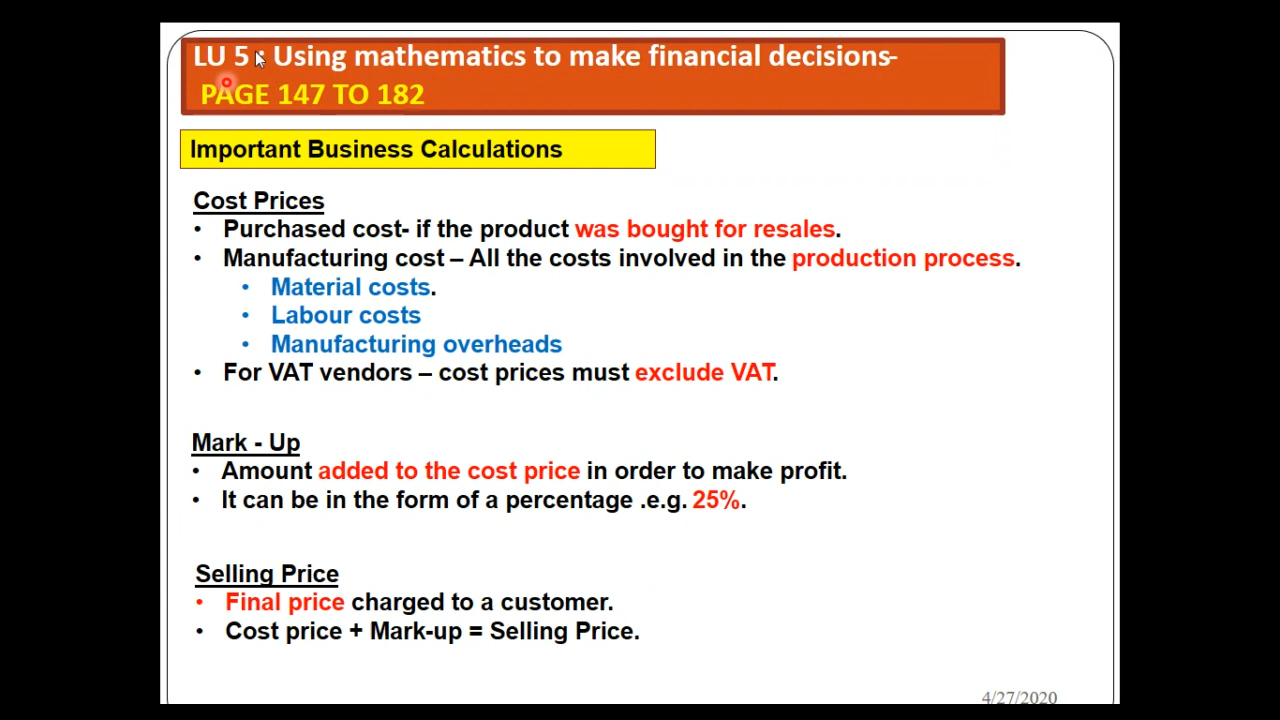 LU 5 : Using mathematics to make financial decisions-
PAGE 147 TO 182
Important Business Calculations
Cost Prices
• Purchased cost- if the product was bought for resales.
• Manufacturing cost – All the costs involved in the production process.
• Material costs.
• Labour costs
• Manufacturing overheads
• For VAT vendors – cost prices must exclude VAT.
Mark - Up
• Amount added to the cost price in order to make profit.
• It can be in the form of a percentage .e.g. 25%.
Selling Price
• Final price charged to a customer.
• Cost price + Mark-up = Selling Price.
4/27/2020